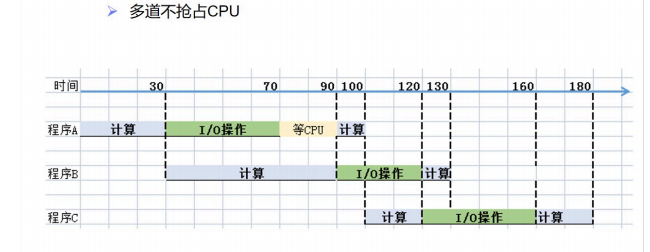 ➢ 多道不抢占CPU
时间 30 70 90 100 120 130 160 180
程序A 计算 I/O操作 等CPU 计算
程序B 计算 I/O操作 计算
程序C 计算 I/O操作 计算